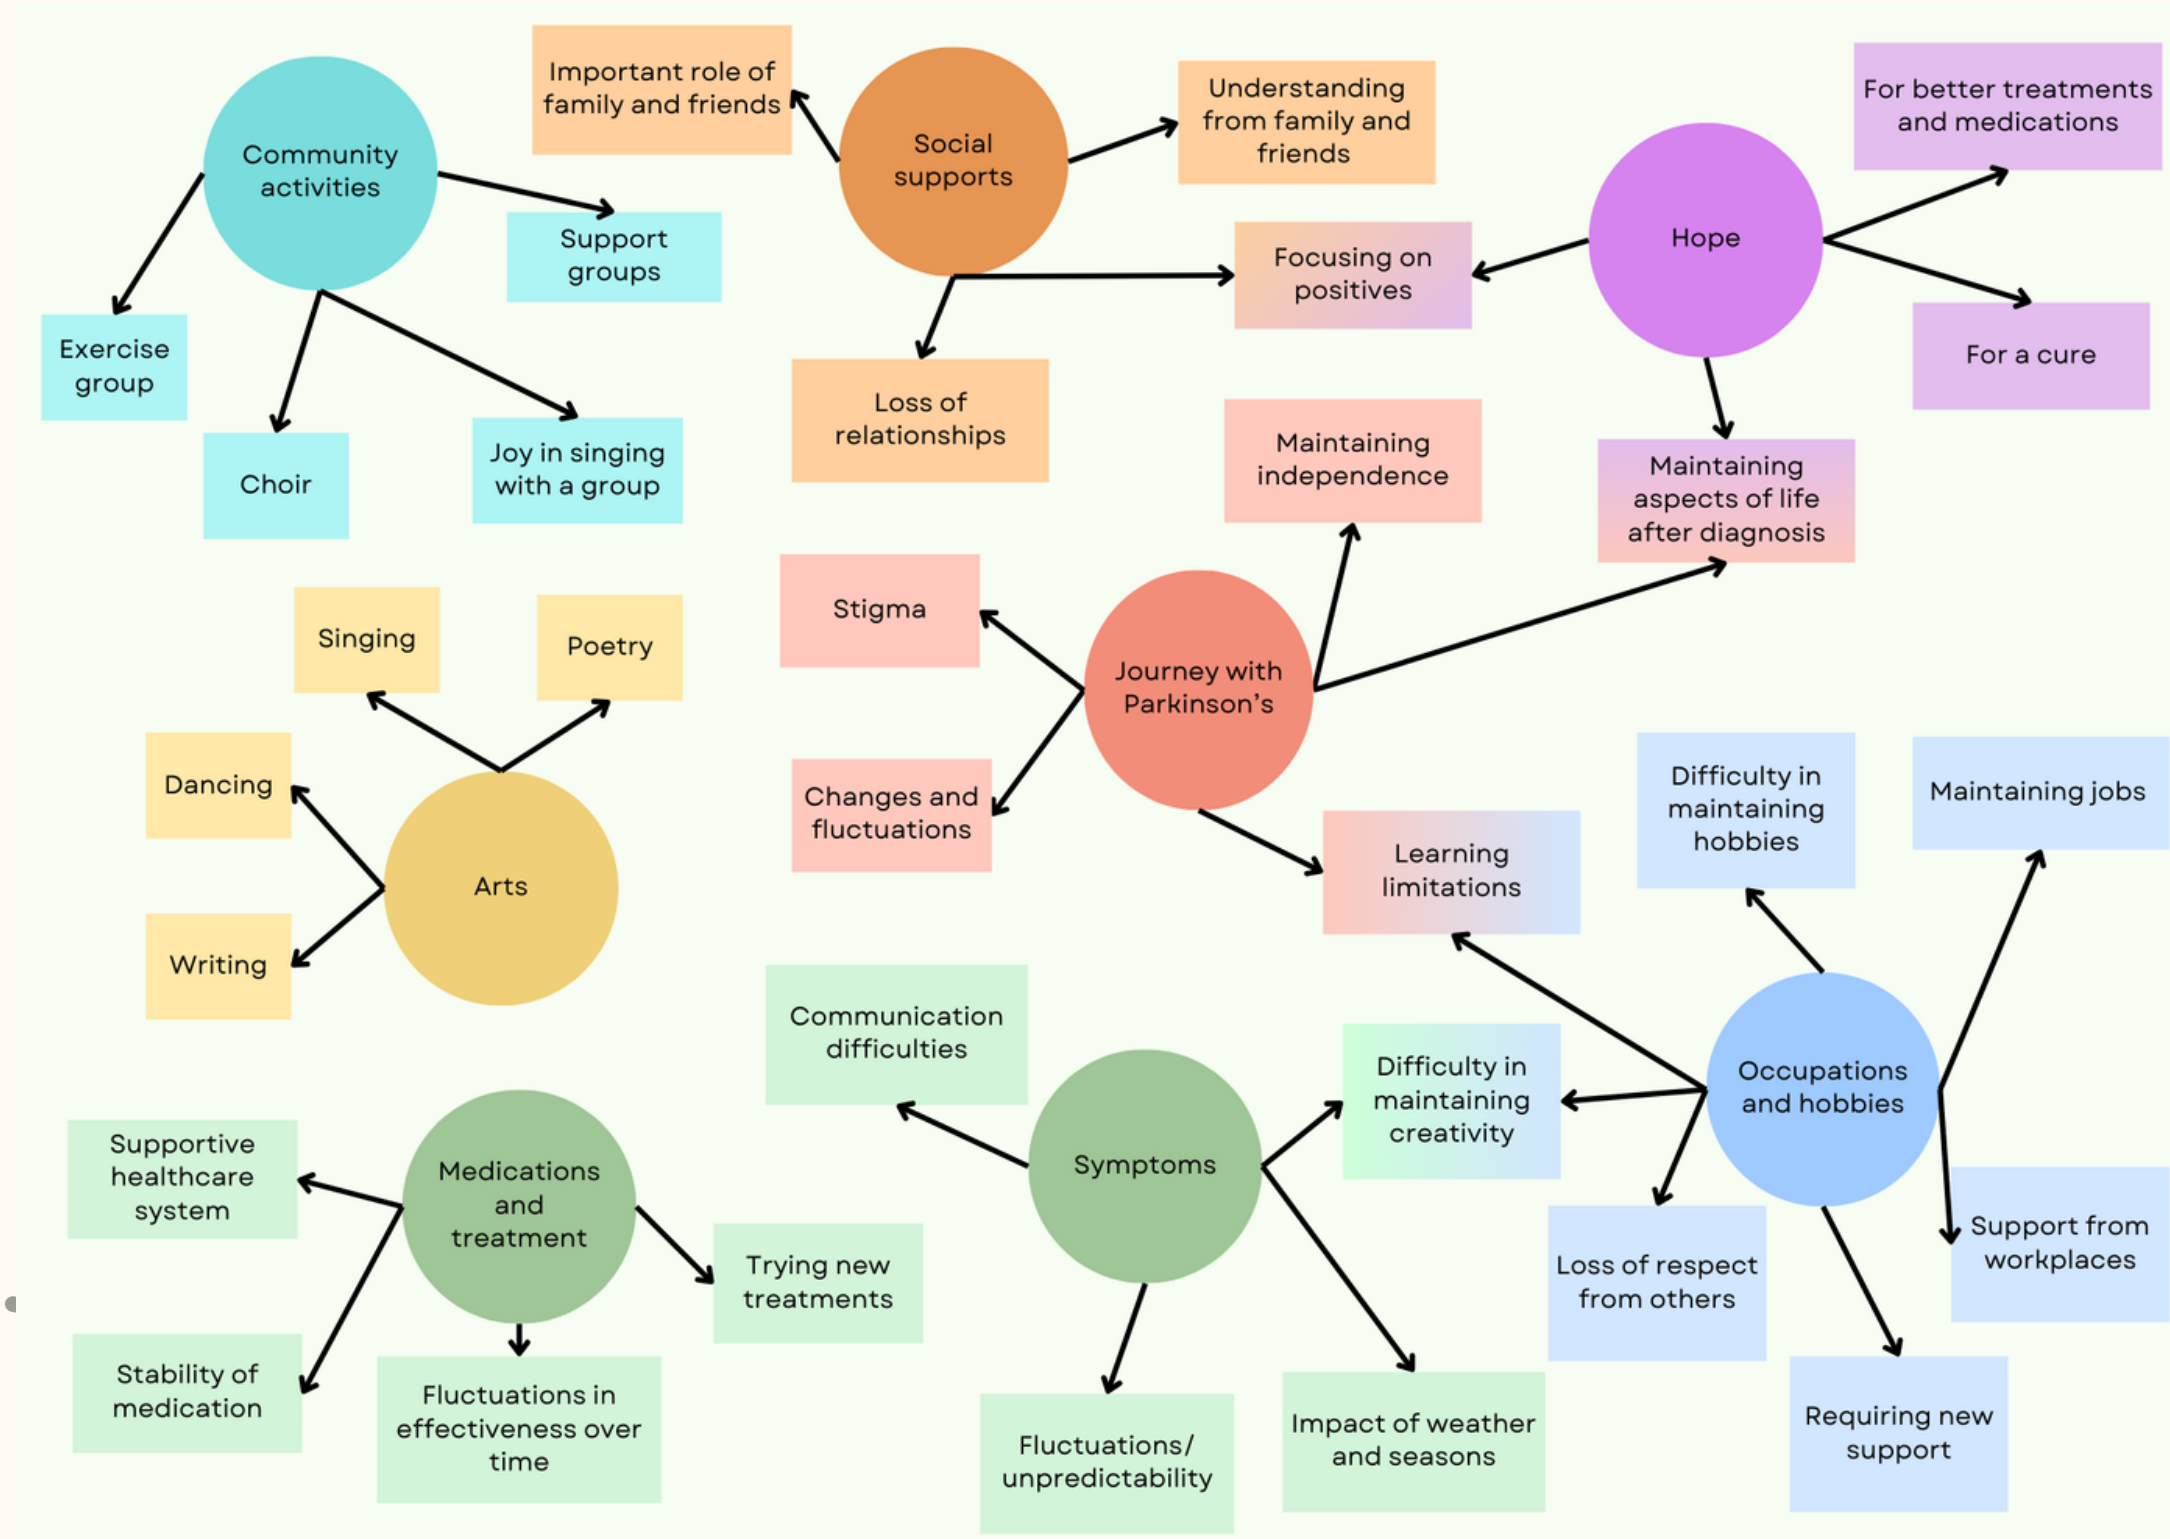 Important role of
family and friends
Social
supports
Understanding
from family and
friends
For better treatments
and medications
Community
activities
Support
groups
Focusing on
positives
Hope
For a cure
Exercise
group
Choir
Joy in singing
with a group
Loss of
relationships
Maintaining
independence
Maintaining
aspects of life
after diagnosis
Singing
Poetry
Stigma
Journey with
Parkinson’s
Dancing
Arts
Writing
Changes and
fluctuations
Learning
limitations
Difficulty in
maintaining
hobbies
Maintaining jobs
Communication
difficulties
Symptoms
Difficulty in
maintaining
creativity
Occupations
and hobbies
Supportive
healthcare
system
Medications
and
treatment
Trying new
treatments
Loss of respect
from others
Support from
workplaces
Stability of
medication
Fluctuations in
effectiveness over
time
Fluctuations/
unpredictability
Impact of weather
and seasons
Requiring new
support